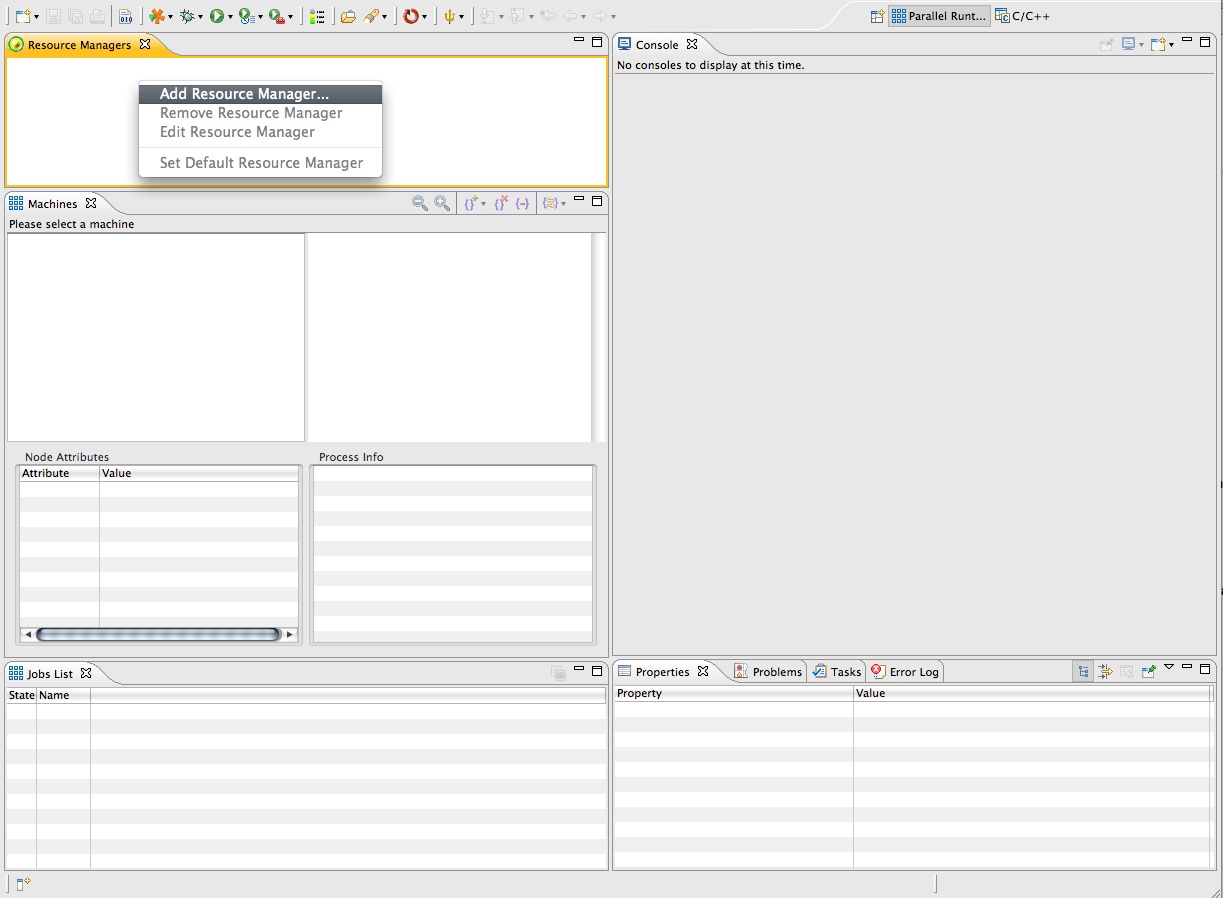 Parallel Runt... C/C++
Resource Managers
Add Resource Manager...
Remove Resource Manager
Edit Resource Manager
Set Default Resource Manager
Console
No consoles to display at this time.
Machines
Please select a machine
Node Attributes
Attribute Value
Process Info
Jobs List
State Name
Properties Problems Tasks Error Log
Property Value
010